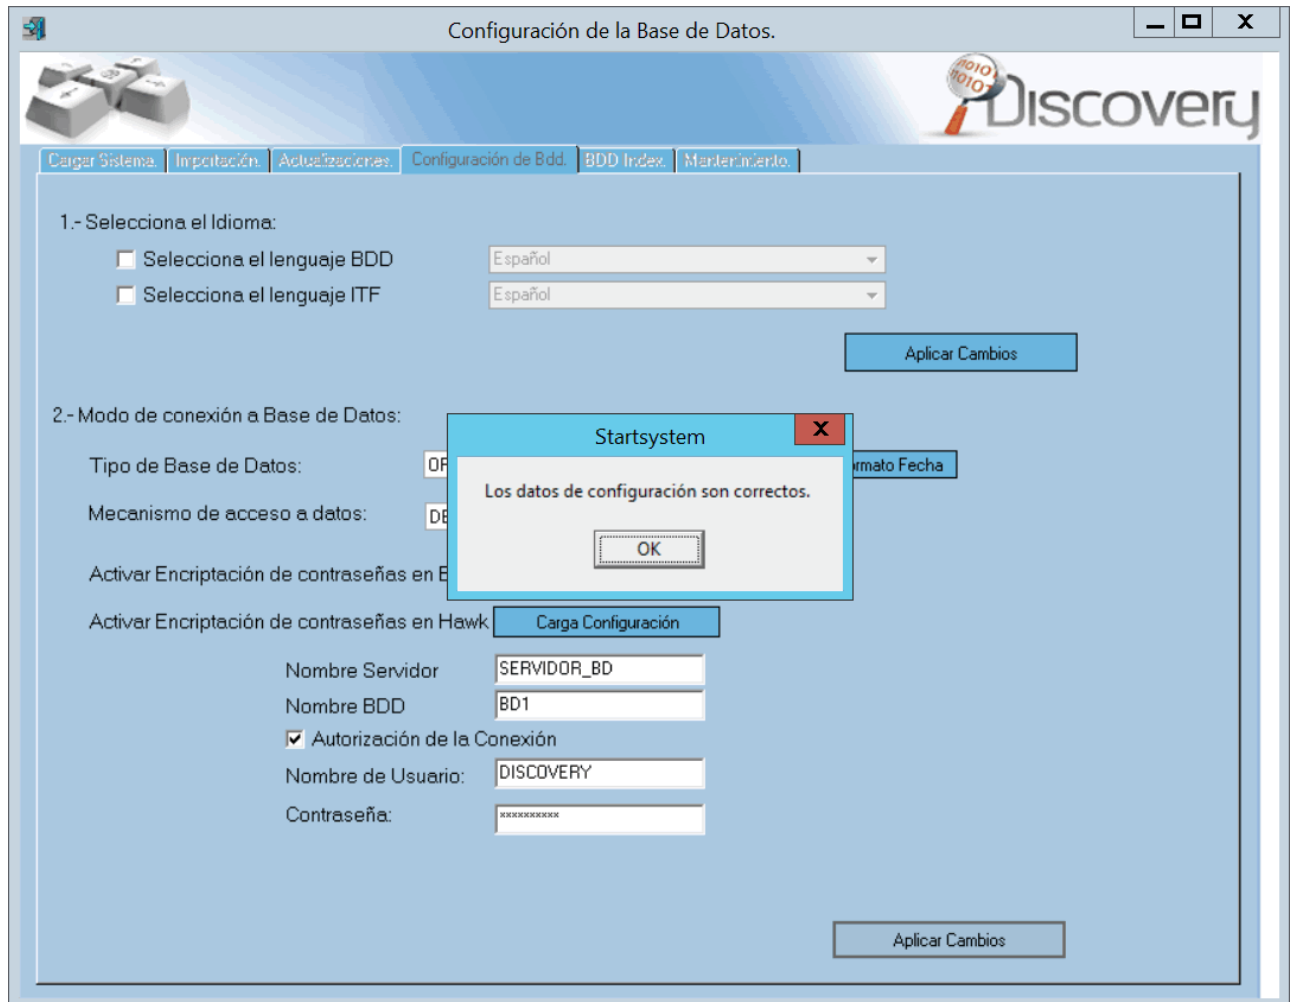 Configuración de la Base de Datos.
Discovery
Cargar Sistema. Importación. Actualizaciones. Configuración de Bdd. BDD Index. Mantenimiento.
1.- Selecciona el Idioma:
Selecciona el lenguaje BDD Español
Selecciona el lenguaje ITF Español
Aplicar Cambios
2.- Modo de conexión a Base de Datos:
Startsystem
Tipo de Base de Datos: Fecha
Los datos de configuración son correctos.
Mecanismo de acceso a datos:
OK
Activar Encriptación de contraseñas en
Activar Encriptación de contraseñas en Hawk Carga Configuración
Nombre Servidor SERVIDOR_BD
Nombre BDD BD1
Autorización de la Conexión
Nombre de Usuario: DISCOVERY
Contraseña: **********
Aplicar Cambios